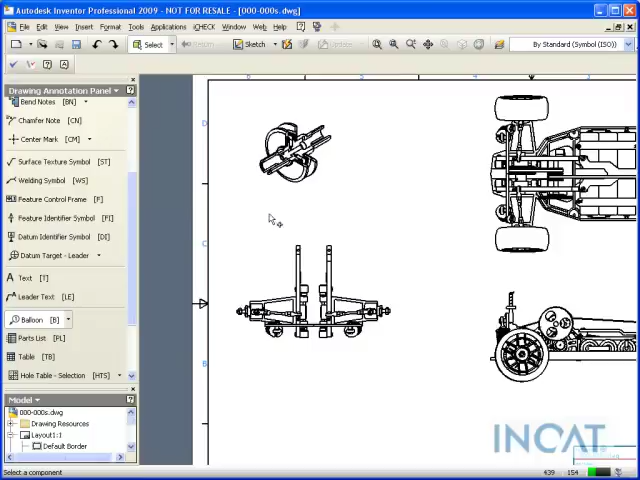 Autodesk Inventor Professional 2009 - NOT FOR RESALE - [000-000s.dwg]
File Edit View Insert Format Tools Applications iCHECK Window Web Help
Select Return Sketch Update By Standard (Symbol (ISO))
Drawing Annotation Panel
Bend Notes [BN]
Chamfer Note [CN]
Center Mark [CM]
Surface Texture Symbol [ST]
Welding Symbol [WS]
Feature Control Frame [F]
Feature Identifier Symbol [FI]
Datum Identifier Symbol [DI]
Datum Target - Leader
Text [T]
Leader Text [LE]
Balloon [B]
Parts List [PL]
Table [TB]
Hole Table - Selection [HTS]
Model
000-000s.dwg
Drawing Resources
Layout1:1
Default Border
D
C
B
INCAT
Select a component
439 154